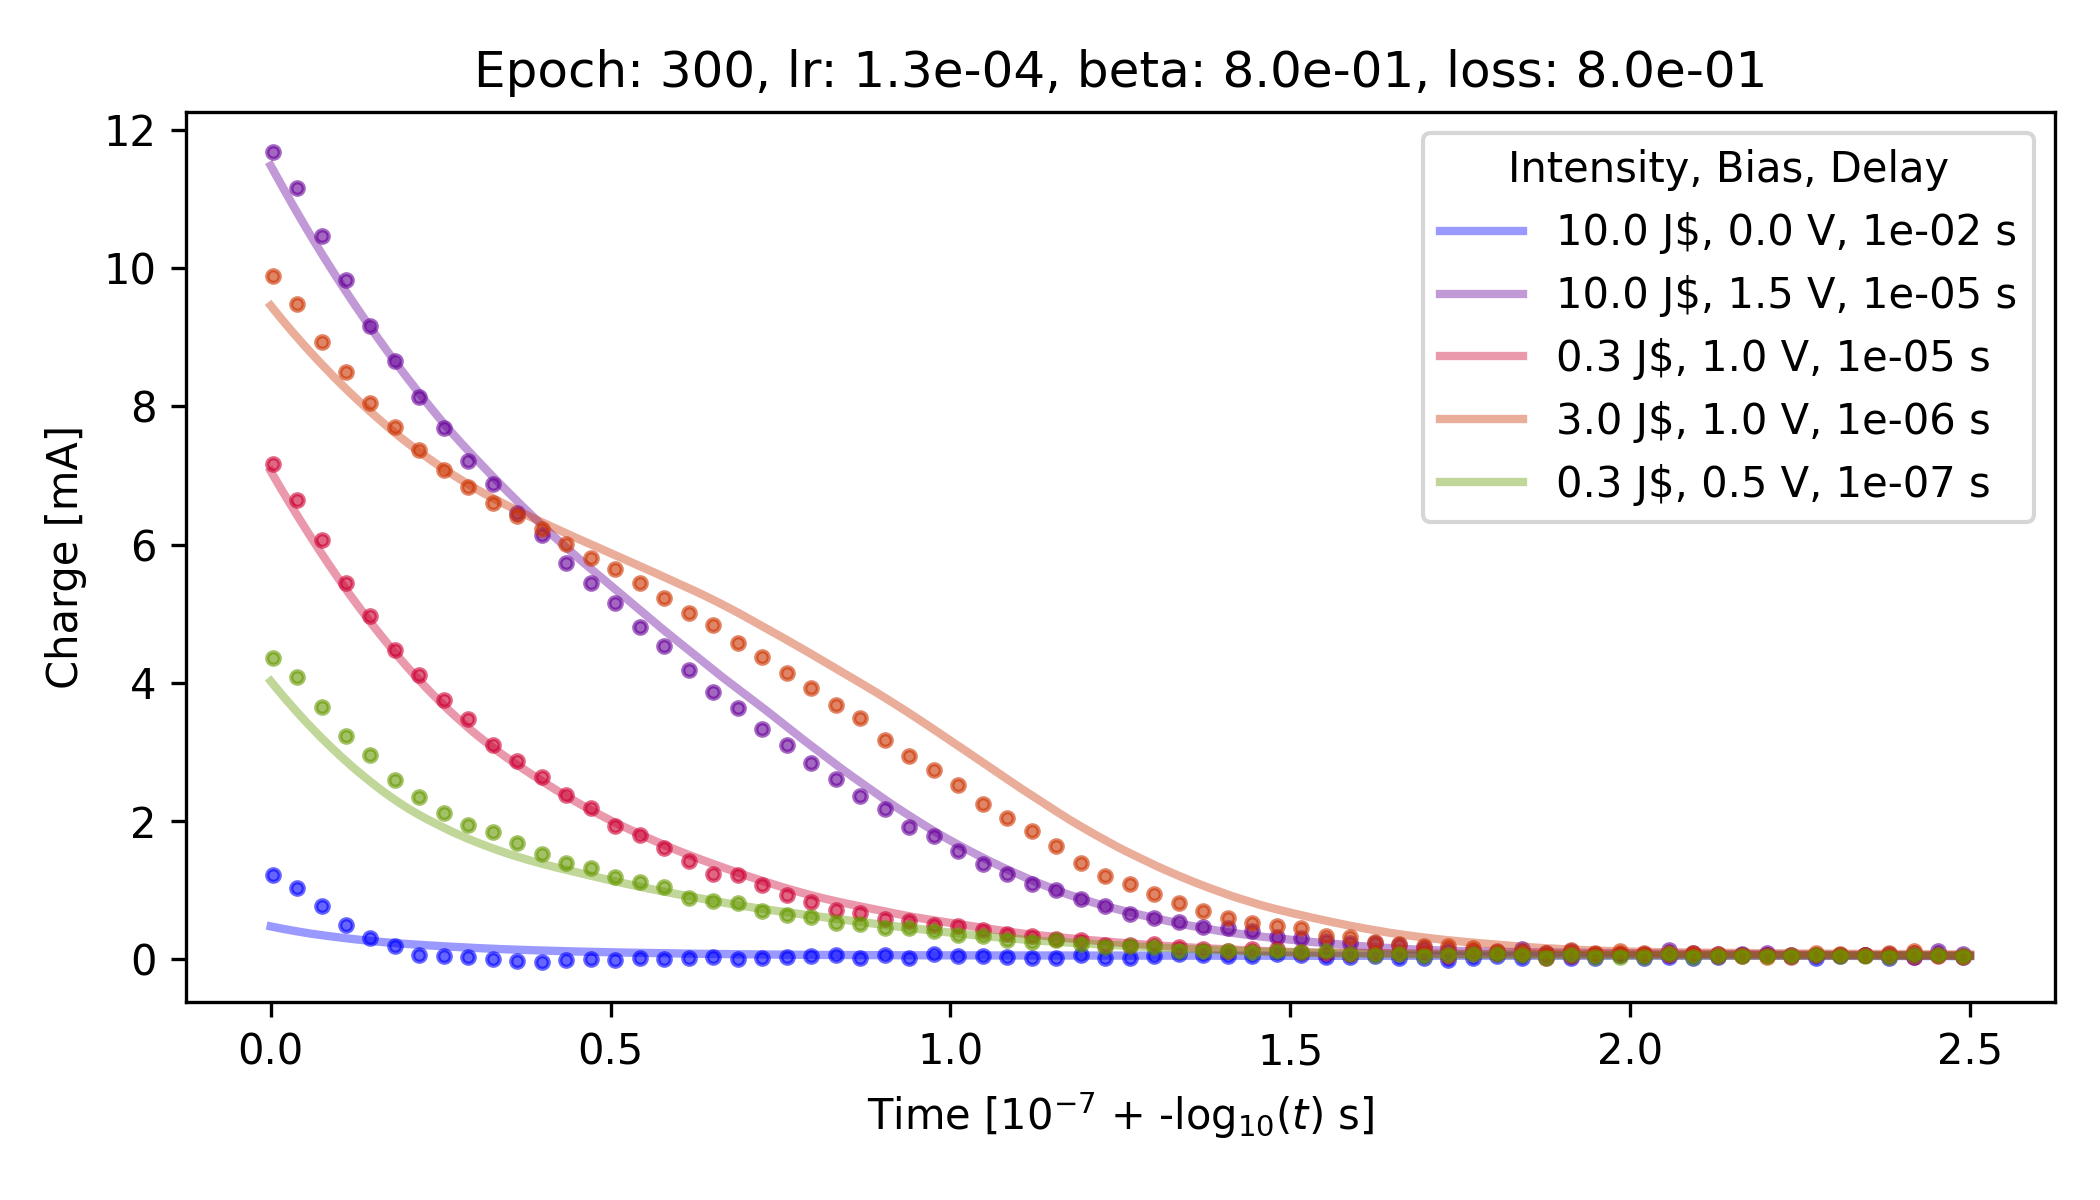 Epoch: 300, lr: 1.3e-04, beta: 8.0e-01, loss: 8.0e-01
12
10
8
6
4
2
0
Charge [mA]
Intensity, Bias, Delay
10.0 J$, 0.0 V, 1e-02 s
10.0 J$, 1.5 V, 1e-05 s
0.3 J$, 1.0 V, 1e-05 s
3.0 J$, 1.0 V, 1e-06 s
0.3 J$, 0.5 V, 1e-07 s
0.0 0.5 1.0 1.5 2.0 2.5
Time [10⁻⁷ + -log₁₀(t) s]